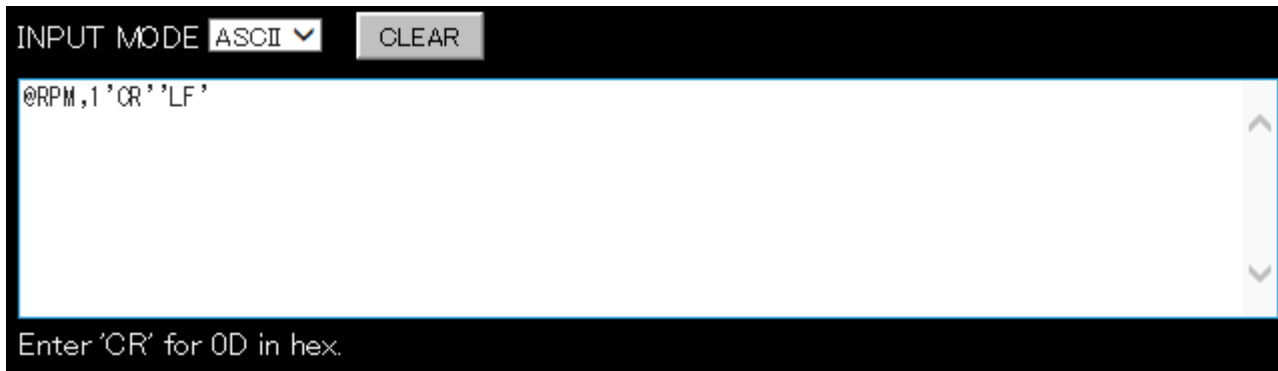 INPUT MODE ASCII CLEAR
@RPM,1'CR''LF'
Enter 'CR' for 0D in hex.